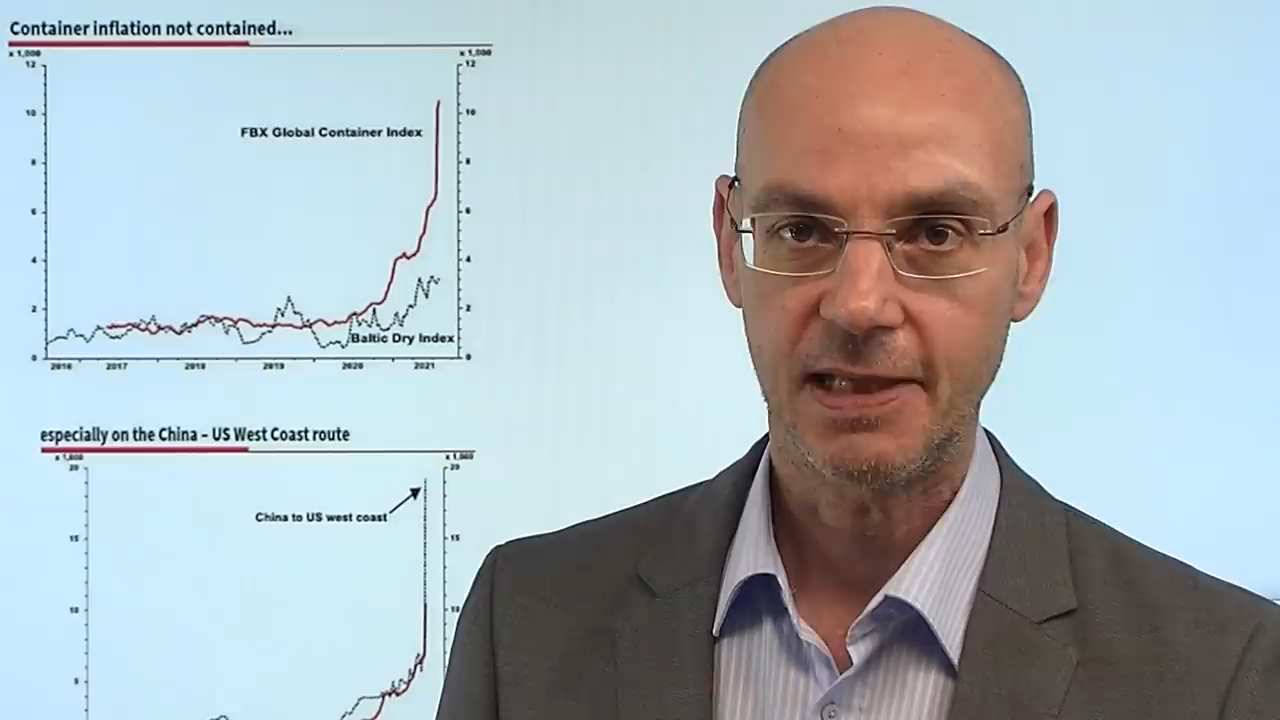 Container inflation not contained...
x 1,000 x 1,000
12 12
10 10
FBX Global Container Index
8 8
6 6
4 4
2 2
Baltic Dry Index
0 0
2016 2017 2018 2019 2020 2021
especially on the China – US West Coast route
x 1,000 x 1,000
20 20
China to US west coast
15 15
10 10
5 5